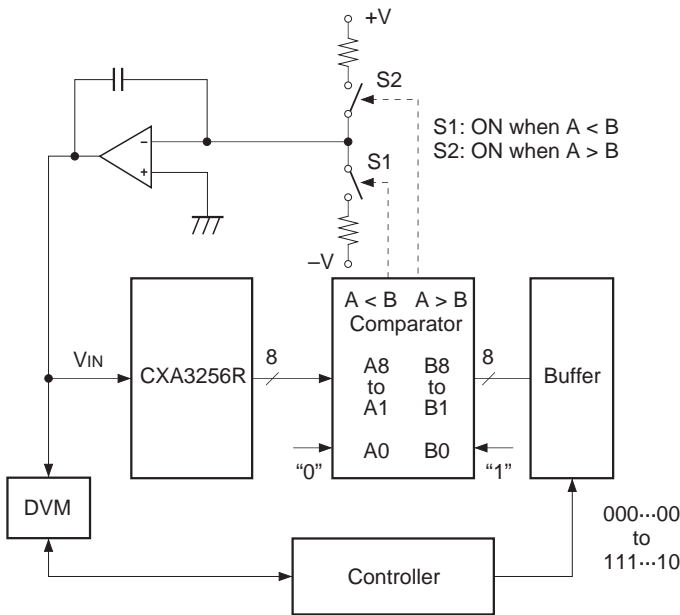 +V
S2
S1: ON when A < B
S2: ON when A > B
S1
–V
A < B A > B
Comparator
VIN
CXA3256R
8
A8
to
A1
B8
to
B1
8
Buffer
"0"
A0
B0
"1"
DVM
000···00
to
111···10
Controller
−
+